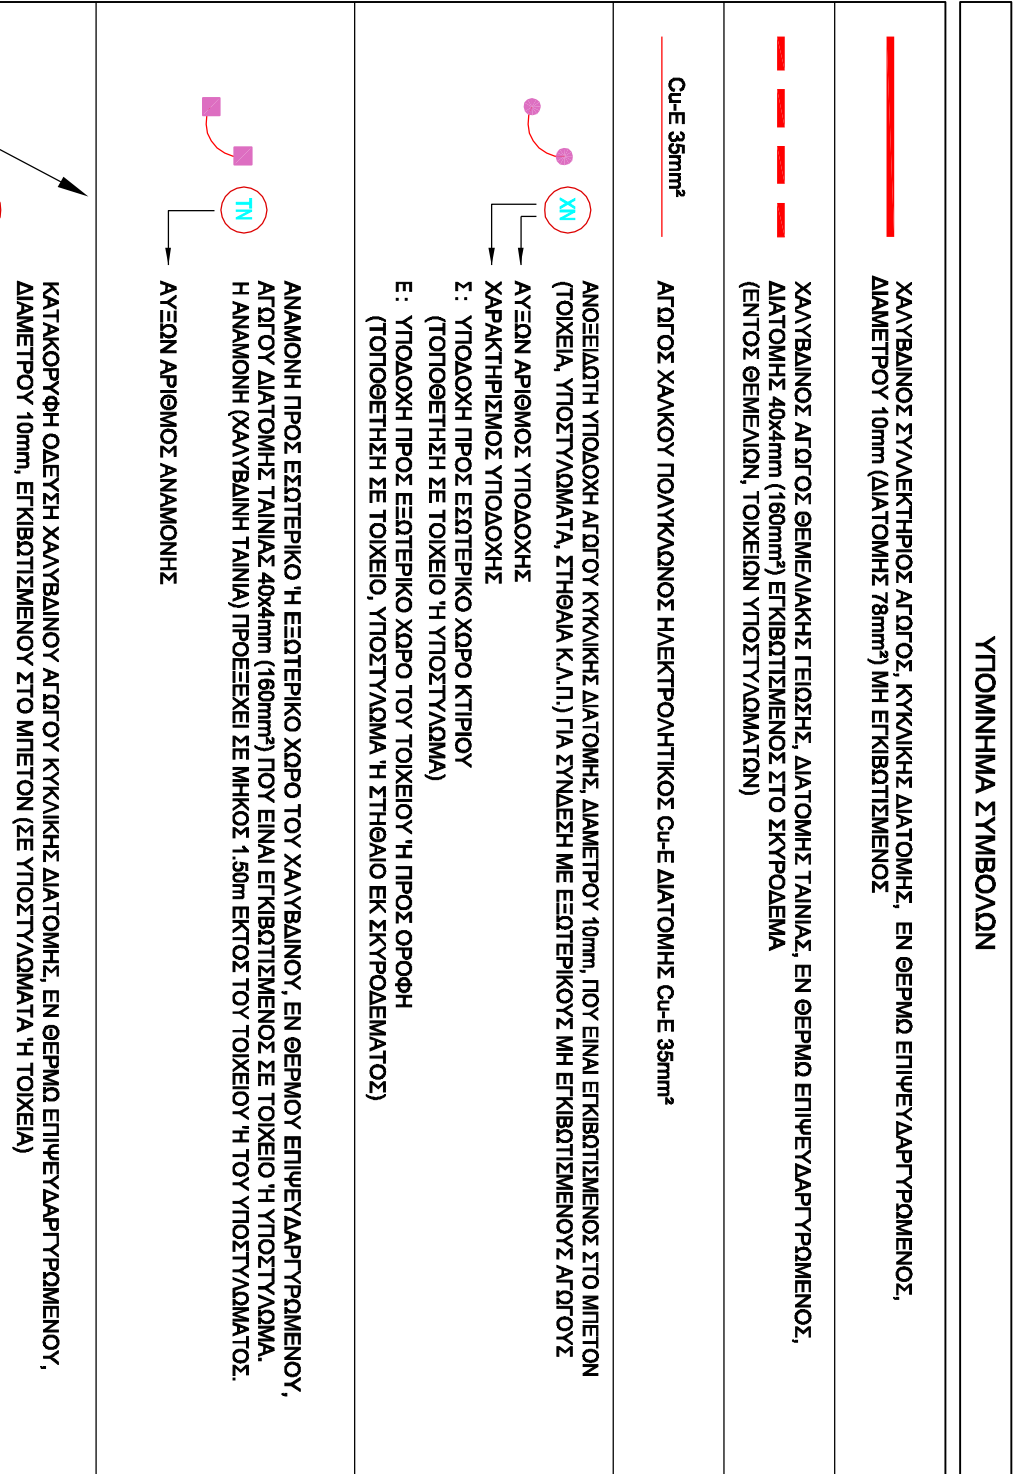 ΥΠΟΜΝΗΜΑ ΣΥΜΒΟΛΩΝ
ΧΑΛΥΒΔΙΝΟΣ ΣΥΛΛΕΚΤΗΡΙΟΣ ΑΓΩΓΟΣ, ΚΥΚΛΙΚΗΣ ΔΙΑΤΟΜΗΣ, ΕΝ ΘΕΡΜΩ ΕΠΙΨΕΥΔΑΡΓΥΡΩΜΕΝΟΣ,
ΔΙΑΜΕΤΡΟΥ 10mm (ΔΙΑΤΟΜΗΣ 78mm²) ΜΗ ΕΓΚΙΒΩΤΙΣΜΕΝΟΣ
ΧΑΛΥΒΔΙΝΟΣ ΑΓΩΓΟΣ ΘΕΜΕΛΙΑΚΗΣ ΓΕΙΩΣΗΣ, ΔΙΑΤΟΜΗΣ ΤΑΙΝΙΑΣ, ΕΝ ΘΕΡΜΩ ΕΠΙΨΕΥΔΑΡΓΥΡΩΜΕΝΟΣ,
ΔΙΑΤΟΜΗΣ 40x4mm (160mm²) ΕΓΚΙΒΩΤΙΣΜΕΝΟΣ ΣΤΟ ΣΚΥΡΟΔΕΜΑ
(ΕΝΤΟΣ ΘΕΜΕΛΙΩΝ, ΤΟΙΧΕΙΩΝ ΥΠΟΣΤΥΛΩΜΑΤΩΝ)
Cu-E 35mm²
ΑΓΩΓΟΣ ΧΑΛΚΟΥ ΠΟΛΥΚΛΩΝΟΣ ΗΛΕΚΤΡΟΛΗΤΙΚΟΣ Cu-E ΔΙΑΤΟΜΗΣ Cu-E 35mm²
XN
ΑΝΟΞΕΙΔΩΤΗ ΥΠΟΔΟΧΗ ΑΓΩΓΟΥ ΚΥΚΛΙΚΗΣ ΔΙΑΤΟΜΗΣ, ΔΙΑΜΕΤΡΟΥ 10mm, ΠΟΥ ΕΙΝΑΙ ΕΓΚΙΒΩΤΙΣΜΕΝΟΣ ΣΤΟ ΜΠΕΤΟΝ
(ΤΟΙΧΕΙΑ, ΥΠΟΣΤΥΛΩΜΑΤΑ, ΣΤΗΘΑΙΑ Κ.Λ.Π.) ΓΙΑ ΣΥΝΔΕΣΗ ΜΕ ΕΞΩΤΕΡΙΚΟΥΣ ΜΗ ΕΓΚΙΒΩΤΙΣΜΕΝΟΥΣ ΑΓΩΓΟΥΣ
ΑΥΞΩΝ ΑΡΙΘΜΟΣ ΥΠΟΔΟΧΗΣ
ΧΑΡΑΚΤΗΡΙΣΜΟΣ ΥΠΟΔΟΧΗΣ
Σ: ΥΠΟΔΟΧΗ ΠΡΟΣ ΕΣΩΤΕΡΙΚΟ ΧΩΡΟ ΚΤΙΡΙΟΥ
(ΤΟΠΟΘΕΤΗΣΗ ΣΕ ΤΟΙΧΕΙΟ 'Η ΥΠΟΣΤΥΛΩΜΑ)
Ε: ΥΠΟΔΟΧΗ ΠΡΟΣ ΕΞΩΤΕΡΙΚΟ ΧΩΡΟ ΤΟΥ ΤΟΙΧΕΙΟΥ 'Η ΠΡΟΣ ΟΡΟΦΗ
(ΤΟΠΟΘΕΤΗΣΗ ΣΕ ΤΟΙΧΕΙΟ, ΥΠΟΣΤΥΛΩΜΑ 'Η ΣΤΗΘΑΙΟ ΕΚ ΣΚΥΡΟΔΕΜΑΤΟΣ)
TN
ΑΝΑΜΟΝΗ ΠΡΟΣ ΕΣΩΤΕΡΙΚΟ 'Η ΕΞΩΤΕΡΙΚΟ ΧΩΡΟ ΤΟΥ ΧΑΛΥΒΔΙΝΟΥ, ΕΝ ΘΕΡΜΟΥ ΕΠΙΨΕΥΔΑΡΓΥΡΩΜΕΝΟΥ,
ΑΓΩΓΟΥ ΔΙΑΤΟΜΗΣ ΤΑΙΝΙΑΣ 40x4mm (160mm²) ΠΟΥ ΕΙΝΑΙ ΕΓΚΙΒΩΤΙΣΜΕΝΟΣ ΣΕ ΤΟΙΧΕΙΟ 'Η ΥΠΟΣΤΥΛΩΜΑ.
Η ΑΝΑΜΟΝΗ (ΧΑΛΥΒΔΙΝΗ ΤΑΙΝΙΑ) ΠΡΟΕΞΕΧΕΙ ΣΕ ΜΗΚΟΣ 1.50m ΕΚΤΟΣ ΤΟΥ ΤΟΙΧΕΙΟΥ 'Η ΤΟΥ ΥΠΟΣΤΥΛΩΜΑΤΟΣ.
ΑΥΞΩΝ ΑΡΙΘΜΟΣ ΑΝΑΜΟΝΗΣ
ΚΑΤΑΚΟΡΥΦΗ ΟΔΕΥΣΗ ΧΑΛΥΒΔΙΝΟΥ ΑΓΩΓΟΥ ΚΥΚΛΙΚΗΣ ΔΙΑΤΟΜΗΣ, ΕΝ ΘΕΡΜΩ ΕΠΙΨΕΥΔΑΡΓΥΡΩΜΕΝΟΥ,
ΔΙΑΜΕΤΡΟΥ 10mm, ΕΓΚΙΒΩΤΙΣΜΕΝΟΥ ΣΤΟ ΜΠΕΤΟΝ (ΣΕ ΥΠΟΣΤΥΛΩΜΑΤΑ 'Η ΤΟΙΧΕΙΑ)